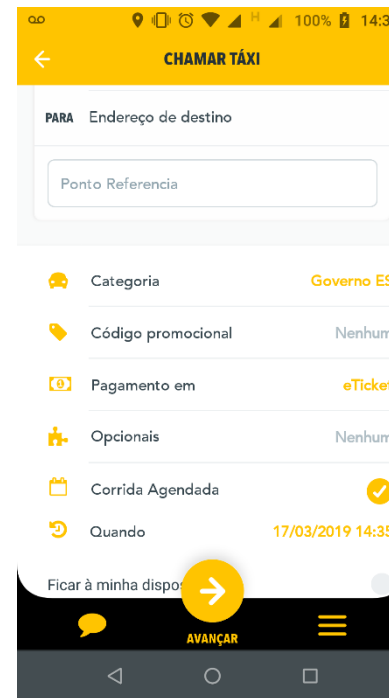 H 100% 14:3
CHAMAR TÁXI
PARA Endereço de destino
Ponto Referencia
Categoria Governo ES
Código promocional Nenhum
Pagamento em eTicket
Opcionais Nenhum
Corrida Agendada
Quando 17/03/2019 14:35
Ficar à minha dispo
AVANÇAR